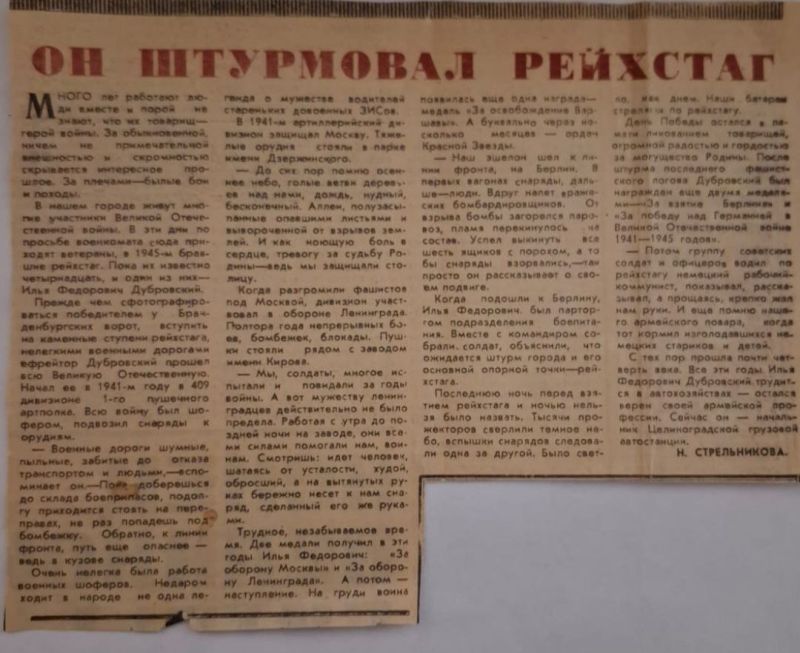 ОН ШТУРМОВАЛ РЕЙХСТАГ
МНОГО лет работают лю-
ди вместе и порой не
знают, что их товарищ—
герой войны. За обыкновенной,
ничем не примечательной
внешностью и скромностью
скрывается интересное про-
шлое. За плечами—былые бои
и походы.
В нашем городе живут мно-
гие участники Великой Отече-
ственной войны. В эти дни по
просьбе военкомата сюда при-
ходят ветераны, в 1945-м брав-
шие рейхстаг. Пока их известно
четырнадцать, и один из них—
Илья Федорович Дубровский.
Прежде чем сфотографиро-
ваться победителем у Бран-
денбургских ворот, вступить
на каменные ступени рейхстага,
нелегкими военными дорогами
ефрейтор Дубровский прошел
всю Великую Отечественную.
Начал ее в 1941-м году в 409
дивизионе 1-го пушечного
артполка. Всю войну был шо-
фером, подвозил снаряды к
орудиям.
— Военные дороги шумные,
пыльные, забитые до отказа
транспортом и людьми,—вспо-
минает он.—Пока доберешься
до склада боеприпасов, подол-
гу приходится стоять на пере-
правах, не раз попадешь под
бомбежку. Обратно, к линии
фронта, путь еще опаснее —
ведь в кузове снаряды.
Очень нелегка была работа
военных шоферов. Недаром
ходит в народе не одна ле-
генда о мужестве водителей
стареньких довоенных ЗИСов.
В 1941-м артиллерийский ди-
визион защищал Москву. Тяже-
лые орудия стояли в парке
имени Дзержинского.
— До сих пор помню осен-
нее небо, голые ветви деревь-
ев над нами, дождь, нудный,
бесконечный. Аллеи, полузасы-
панные опавшими листьями и
вывороченной от взрывов зем-
лей. И как ноющую боль в
сердце, тревогу за судьбу Ро-
дины—ведь мы защищали сто-
лицу.
Когда разгромили фашистов
под Москвой, дивизион участ-
вовал в обороне Ленинграда.
Полтора года непрерывных бо-
ев, бомбежек, блокады. Пуш-
ки стояли рядом с заводом
имени Кирова.
— Мы, солдаты, многое ис-
пытали и повидали за годы
войны. А вот мужеству ленин-
градцев действительно не было
предела. Работая с утра до по-
здней ночи на заводе, они все-
ми силами помогали нам, вои-
нам. Смотришь: идет человек,
шатаясь от усталости, худой,
обросший, а на вытянутых ру-
ках бережно несет к нам сна-
ряд, сделанный его же рука-
ми.
Трудное, незабываемое вре-
мя. Две медали получил в эти
годы Илья Федорович: «За
оборону Москвы» и «За оборо-
ну Ленинграда». А потом —
наступление. На груди воина
появилась еще одна награда—
медаль «За освобождение Вар-
шавы». А буквально через не-
сколько месяцев — орден
Красной Звезды.
— Наш эшелон шел к ли-
нии фронта, на Берлин. В
первых вагонах снаряды, даль-
ше—люди. Вдруг налет враже-
ских бомбардировщиков. От
взрыва бомбы загорелся паро-
воз, пламя перекинулось на
состав. Успел выкинуть все
шесть ящиков с порохом, а то
бы снаряды взорвались,—так
просто он рассказывает о сво-
ем подвиге.
Когда подошли к Берлину,
Илья Федорович был партор-
гом подразделения боепита-
ния. Вместе с командиром со-
брали солдат, объяснили, что
ожидается штурм города и его
основной опорной точки—рей-
хстага.
Последнюю ночь перед взя-
тием рейхстага и ночью нель-
зя было назвать. Тысячи про-
жекторов сверлили темное не-
бо, вспышки снарядов следова-
ли одна за другой. Было свет-
ло, как днем. Наши батареи
стреляли по рейхстагу.
День Победы остался в па-
мяти ликованием товарищей,
огромной радостью и гордостью
за могущество Родины. После
штурма последнего фашист-
ского логова Дубровский был
награжден еще двумя медаля-
ми—«За взятие Берлина» и
«За победу над Германией в
Великой Отечественной войне
1941—1945 годов».
— Потом группу советских
солдат и офицеров водил по
рейхстагу немецкий рабочий-
коммунист, показывал, расска-
зывал, а прощаясь, крепко жал
нам руки. И еще помню наше-
го армейского повара, когда
тот кормил изголодавшихся не-
мецких стариков и детей.
С тех пор прошла почти чет-
верть века. Все эти годы Илья
Федорович Дубровский трудит-
ся в автохозяйствах — остался
верен своей армейской про-
фессии. Сейчас он — началь-
ник Целиноградской грузовой
автостанции.
Н. СТРЕЛЬНИКОВА.